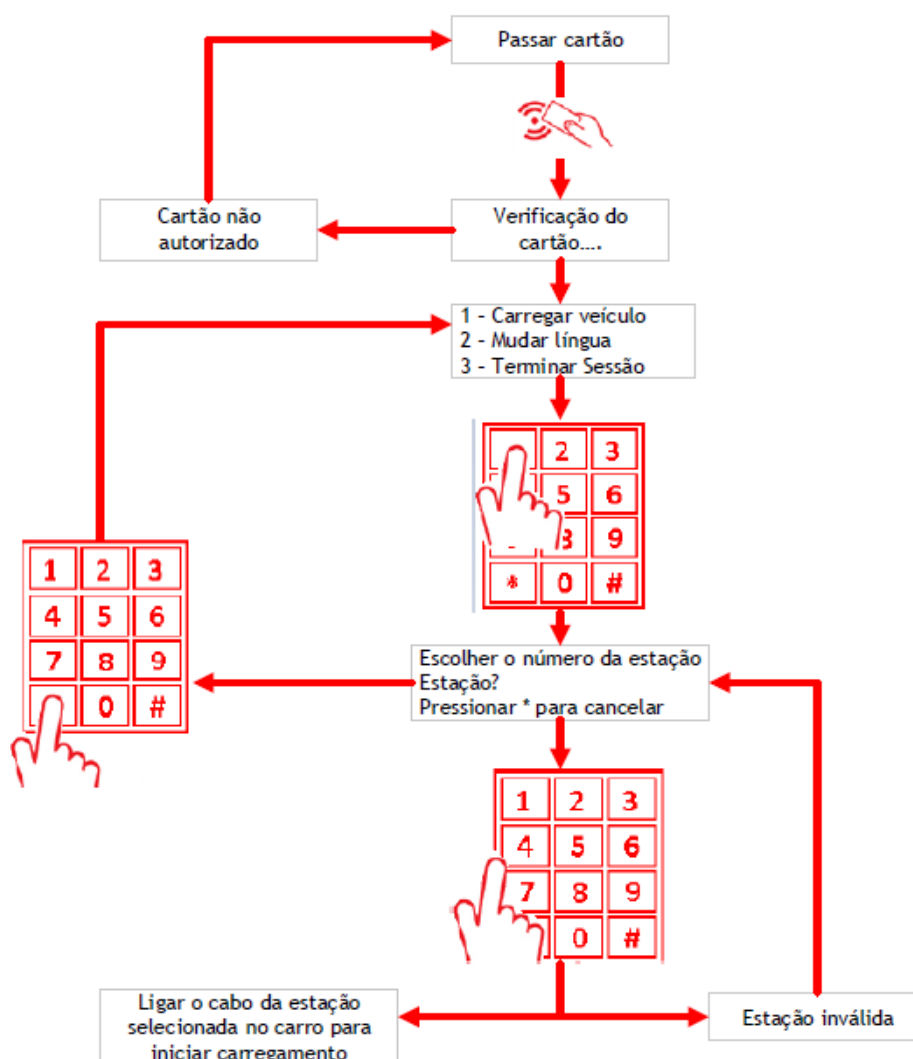 Passar cartão
Cartão não
autorizado
Verificação do
cartão....
1 – Carregar veículo
2 – Mudar língua
3 – Terminar Sessão
2 3
5 6
9
* 0 #
1 2 3
4 5 6
7 8 9
0 #
Escolher o número da estação
Estação?
Pressionar * para cancelar
1 2 3
4 5 6
7 8 9
0 #
Ligar o cabo da estação
selecionada no carro para
iniciar carregamento
Estação inválida